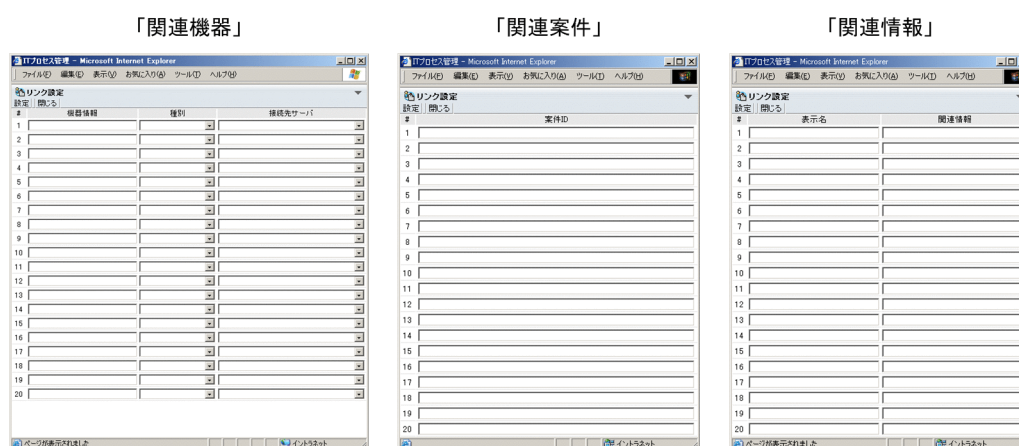 「関連機器」
ITプロセス管理 - Microsoft Internet Explorer
ファイル(F) 編集(E) 表示(V) お気に入り(A) ツール(T) ヘルプ(H)
リンク設定
設定 閉じる
# 機器情報 種別 接続先サーバ
1
2
3
4
5
6
7
8
9
10
11
12
13
14
15
16
17
18
19
20
ページが表示されました イントラネット
「関連案件」
ITプロセス管理 - Microsoft Internet Explorer
ファイル(F) 編集(E) 表示(V) お気に入り(A) ツール(T) ヘルプ(H)
リンク設定
設定 閉じる
# 案件ID
1
2
3
4
5
6
7
8
9
10
11
12
13
14
15
16
17
18
19
20
イントラネット
「関連情報」
ITプロセス管理 - Microsoft Internet Explorer
ファイル(F) 編集(E) 表示(V) お気に入り(A) ツール(T) ヘルプ(H)
リンク設定
設定 閉じる
# 表示名 関連情報
1
2
3
4
5
6
7
8
9
10
11
12
13
14
15
16
17
18
19
20
ページが表示されました イントラネット